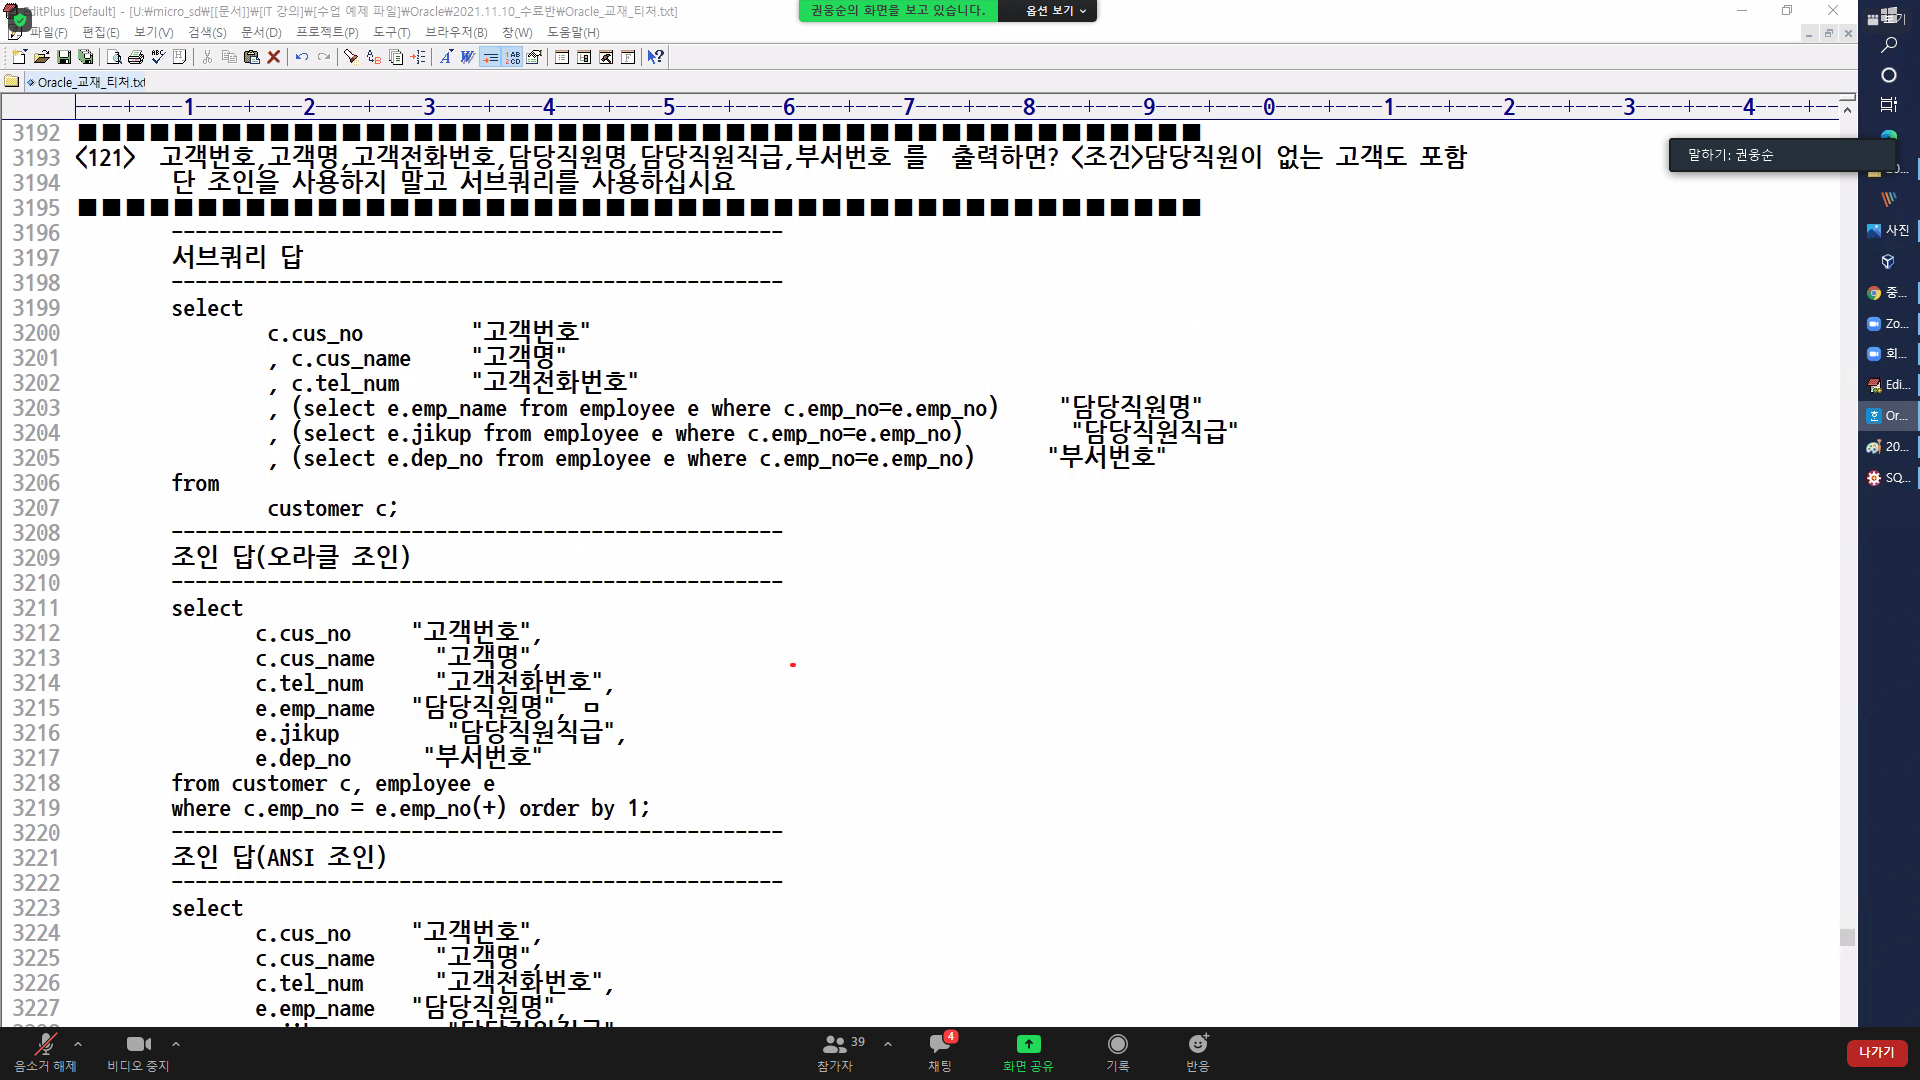 EditPlus [Default] - [U:₩micro_sd₩[[문서]]₩[IT 강의]₩[수업 예제 파일]₩Oracle₩2021.11.10_수료반₩Oracle_교재_티처.txt]
권웅순의 화면을 보고 있습니다. 옵션 보기
파일(F) 편집(E) 보기(V) 검색(S) 문서(D) 프로젝트(P) 도구(T) 브라우저(B) 창(W) 도움말(H)
Oracle_교재_티처.txt
----+----1----+----2----+----3----+----4----+----5----+----6----+----7----+----8----+----9----+----0----+----1----+----2----+----3----+----4----+--
3192 ■■■■■■■■■■■■■■■■■■■■■■■■■■■■■■■■■■■■■■■■■■■■■■■
3193 <121> 고객번호,고객명,고객전화번호,담당직원명,담당직원직급,부서번호 를 출력하면? <조건>담당직원이 없는 고객도 포함
3194 단 조인을 사용하지 말고 서브쿼리를 사용하십시요
3195 ■■■■■■■■■■■■■■■■■■■■■■■■■■■■■■■■■■■■■■■■■■■■■■■
3196 ---------------------------------------------------
3197 서브쿼리 답
3198 ---------------------------------------------------
3199 select
3200 c.cus_no "고객번호"
3201 , c.cus_name "고객명"
3202 , c.tel_num "고객전화번호"
3203 , (select e.emp_name from employee e where c.emp_no=e.emp_no) "담당직원명"
3204 , (select e.jikup from employee e where c.emp_no=e.emp_no) "담당직원직급"
3205 , (select e.dep_no from employee e where c.emp_no=e.emp_no) "부서번호"
3206 from
3207 customer c;
3208 ---------------------------------------------------
3209 조인 답(오라클 조인)
3210 ---------------------------------------------------
3211 select
3212 c.cus_no "고객번호",
3213 c.cus_name "고객명",
3214 c.tel_num "고객전화번호",
3215 e.emp_name "담당직원명", ㅁ
3216 e.jikup "담당직원직급",
3217 e.dep_no "부서번호"
3218 from customer c, employee e
3219 where c.emp_no = e.emp_no(+) order by 1;
3220 ---------------------------------------------------
3221 조인 답(ANSI 조인)
3222 ---------------------------------------------------
3223 select
3224 c.cus_no "고객번호",
3225 c.cus_name "고객명",
3226 c.tel_num "고객전화번호",
3227 e.emp_name "담당직원명",
말하기: 권웅순
사진
중...
Zo...
회...
Edi...
Or...
20...
SQ...
음소거 해제
비디오 중지
39
참가자
4
채팅
화면 공유
기록
반응
나가기